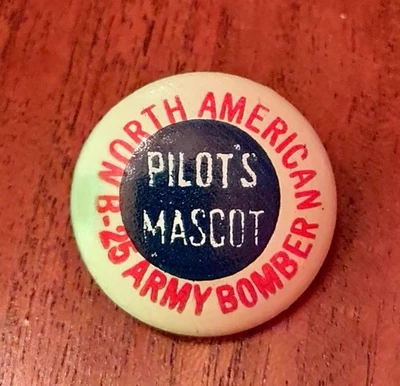 NORTH AMERICAN
B-25 ARMY BOMBER
PILOT'S
MASCOT